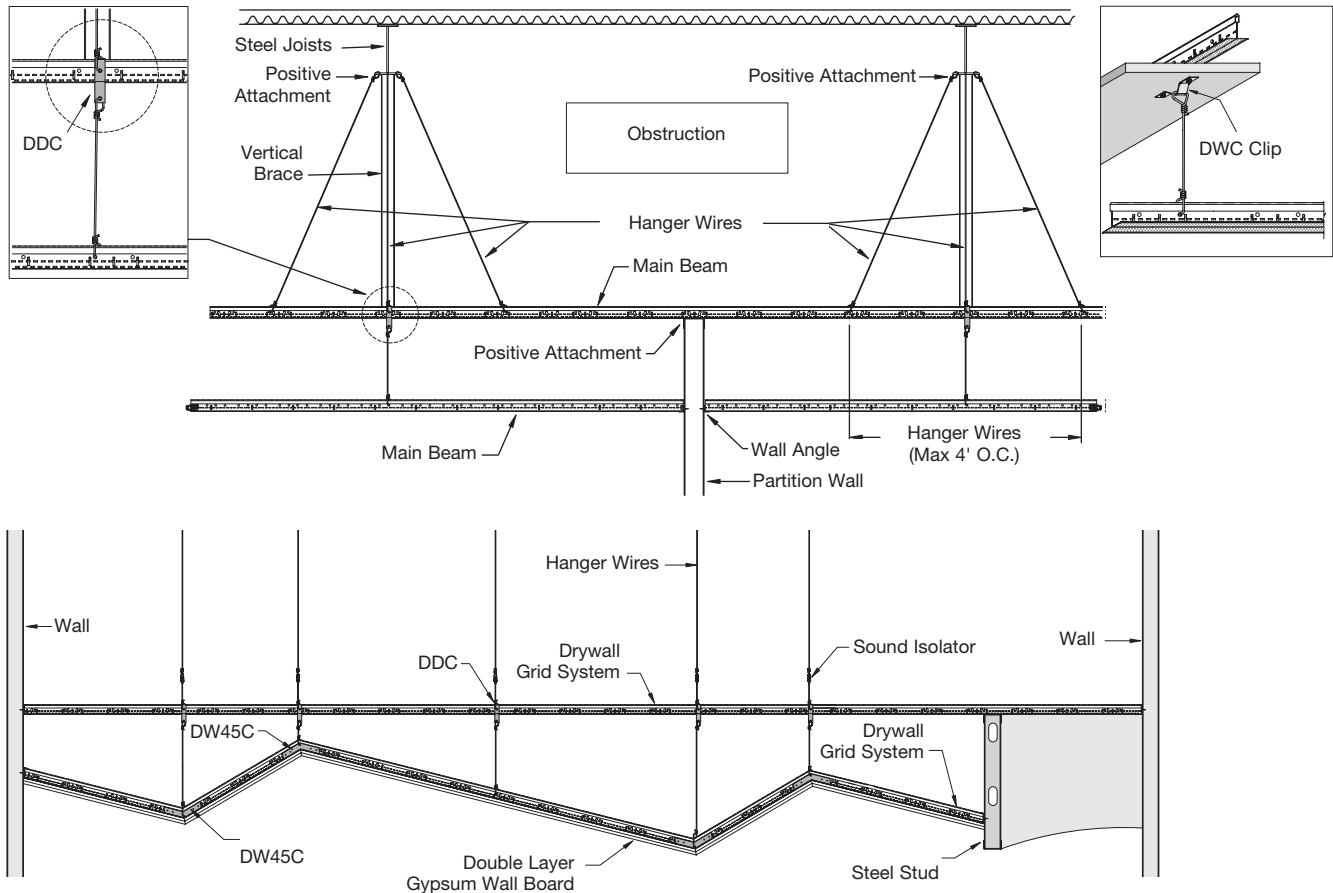 Steel Joists
Positive
Attachment
Positive Attachment
DDC
Obstruction
DWC Clip
Vertical
Brace
Hanger Wires
Main Beam
Positive Attachment
Main Beam
Wall Angle
Hanger Wires
(Max 4' O.C.)
Partition Wall
Hanger Wires
Wall
Wall
DDC
Drywall
Grid System
Sound Isolator
DW45C
Drywall
Grid System
DW45C
Double Layer
Gypsum Wall Board
Steel Stud